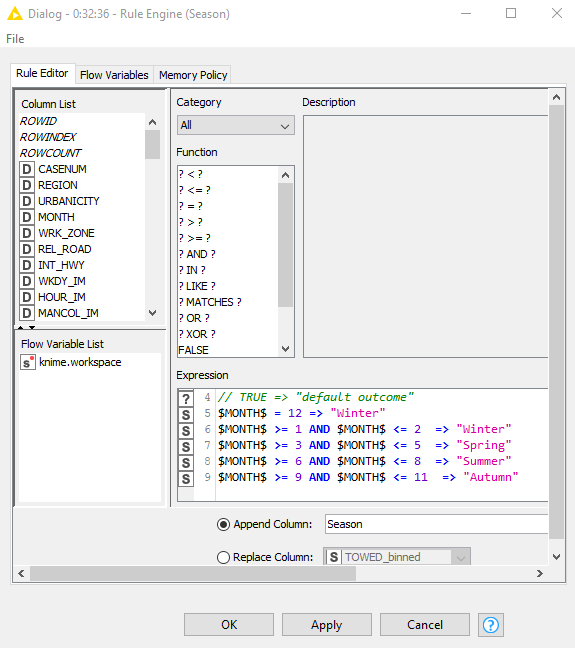 Dialog - 0:32:36 - Rule Engine (Season)
File
Rule Editor Flow Variables Memory Policy
Column List
ROWID
ROWINDEX
ROWCOUNT
D CASENUM
D REGION
D URBANICITY
D MONTH
D WRK_ZONE
D REL_ROAD
D INT_HWY
D WKDY_IM
D HOUR_IM
D MANCOL_IM
Flow Variable List
s knime.workspace
Category
All
Description
Function
? < ?
? <= ?
? = ?
? > ?
? >= ?
? AND ?
? IN ?
? LIKE ?
? MATCHES ?
? OR ?
? XOR ?
FALSE
Expression
? 4 // TRUE => "default outcome"
S 5 $MONTH$ = 12 => "Winter"
S 6 $MONTH$ >= 1 AND $MONTH$ <= 2  => "Winter"
S 7 $MONTH$ >= 3 AND $MONTH$ <= 5  => "Spring"
S 8 $MONTH$ >= 6 AND $MONTH$ <= 8  => "Summer"
S 9 $MONTH$ >= 9 AND $MONTH$ <= 11  => "Autumn"
Append Column: Season
Replace Column: S TOWED_binned
OK Apply Cancel ?